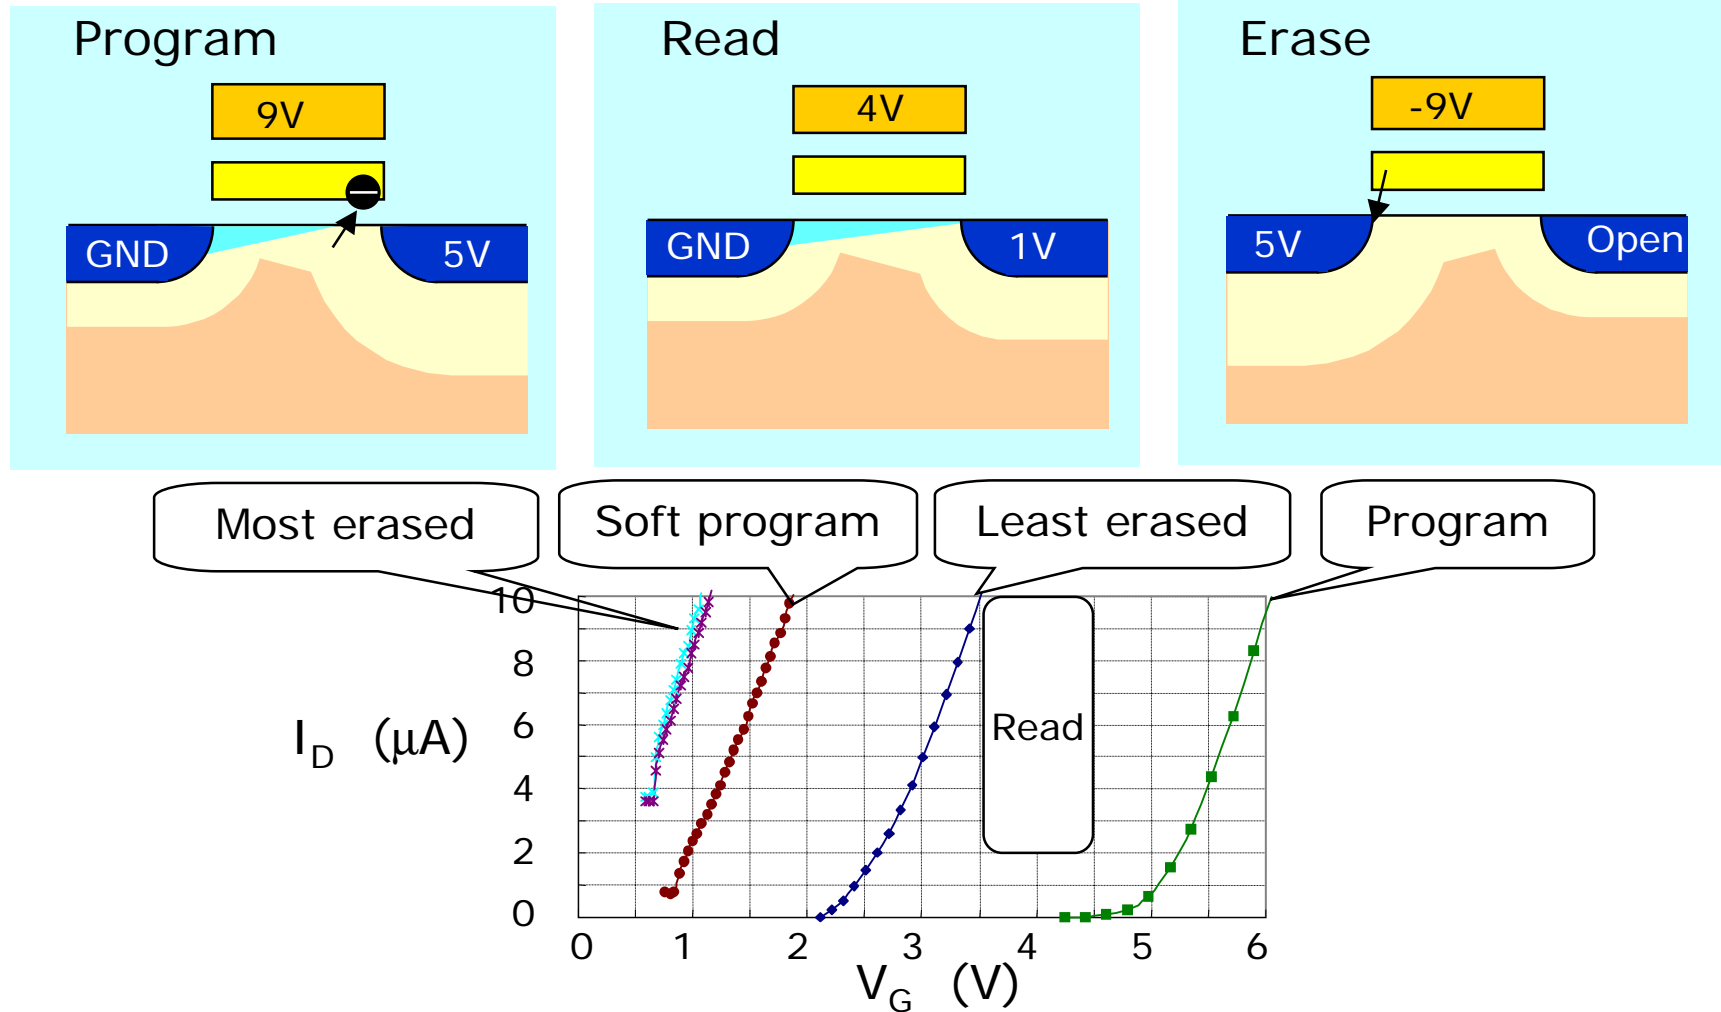 Program
9V
GND
5V
Read
4V
GND
1V
Erase
-9V
5V
Open
Most erased
Soft program
Least erased
Program
10
8
6
4
2
0
I_D (μA)
Read
0 1 2 3 4 5 6
V_G (V)